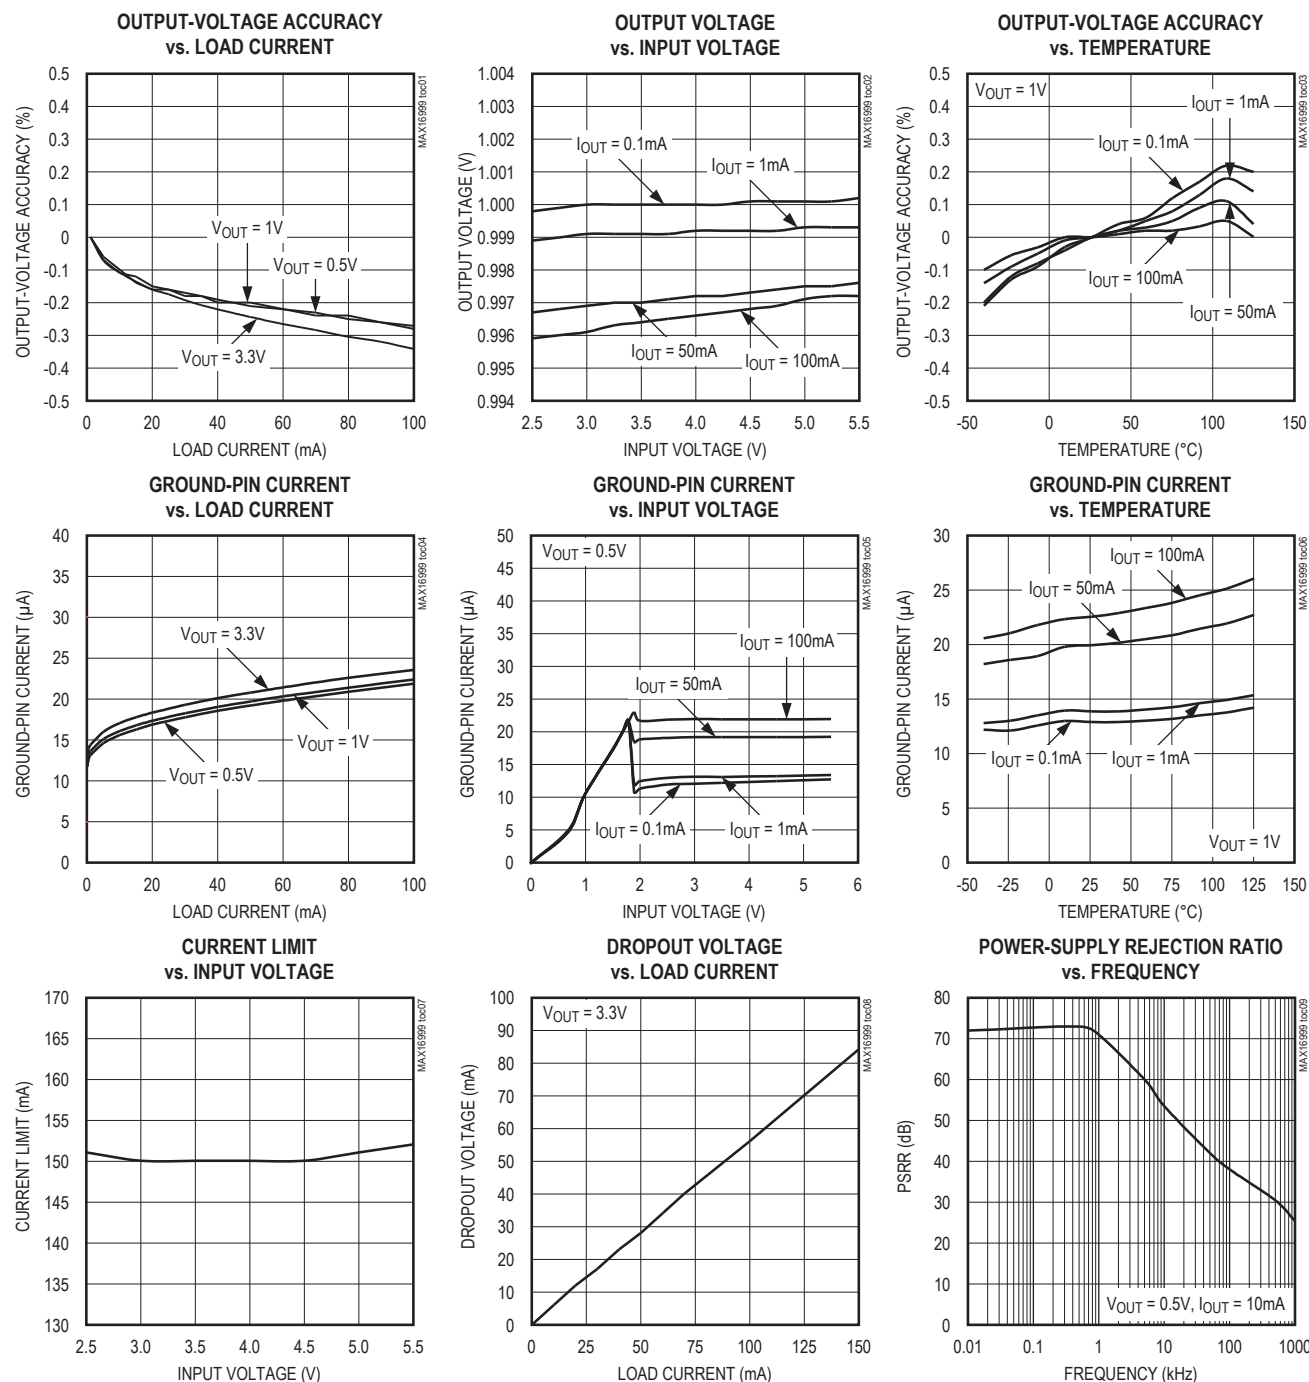 OUTPUT-VOLTAGE ACCURACY
vs. LOAD CURRENT
OUTPUT-VOLTAGE ACCURACY (%)
0.5
0.4
0.3
0.2
0.1
0
-0.1
-0.2
-0.3
-0.4
-0.5
VOUT = 1V
VOUT = 0.5V
VOUT = 3.3V
0 20 40 60 80 100
LOAD CURRENT (mA)
MAX16999 toc01
OUTPUT VOLTAGE
vs. INPUT VOLTAGE
OUTPUT VOLTAGE (V)
1.004
1.003
1.002
1.001
1.000
0.999
0.998
0.997
0.996
0.995
0.994
IOUT = 0.1mA
IOUT = 1mA
IOUT = 50mA
IOUT = 100mA
2.5 3.0 3.5 4.0 4.5 5.0 5.5
INPUT VOLTAGE (V)
MAX16999 toc02
OUTPUT-VOLTAGE ACCURACY
vs. TEMPERATURE
OUTPUT-VOLTAGE ACCURACY (%)
0.5
0.4
0.3
0.2
0.1
0
-0.1
-0.2
-0.3
-0.4
-0.5
VOUT = 1V
IOUT = 1mA
IOUT = 0.1mA
IOUT = 100mA
IOUT = 50mA
-50 0 50 100 150
TEMPERATURE (°C)
MAX16999 toc03
GROUND-PIN CURRENT
vs. LOAD CURRENT
GROUND-PIN CURRENT (µA)
40
35
30
25
20
15
10
5
0
VOUT = 3.3V
VOUT = 1V
VOUT = 0.5V
0 20 40 60 80 100
LOAD CURRENT (mA)
MAX16999 toc04
GROUND-PIN CURRENT
vs. INPUT VOLTAGE
GROUND-PIN CURRENT (µA)
50
45
40
35
30
25
20
15
10
5
0
VOUT = 0.5V
IOUT = 100mA
IOUT = 50mA
IOUT = 0.1mA
IOUT = 1mA
0 1 2 3 4 5 6
INPUT VOLTAGE (V)
MAX16999 toc05
GROUND-PIN CURRENT
vs. TEMPERATURE
GROUND-PIN CURRENT (µA)
30
25
20
15
10
5
0
IOUT = 100mA
IOUT = 50mA
IOUT = 0.1mA
IOUT = 1mA
VOUT = 1V
-50 -25 0 25 50 75 100 125 150
TEMPERATURE (°C)
MAX16999 toc06
CURRENT LIMIT
vs. INPUT VOLTAGE
CURRENT LIMIT (mA)
170
165
160
155
150
145
140
135
130
2.5 3.0 3.5 4.0 4.5 5.0 5.5
INPUT VOLTAGE (V)
MAX16999 toc07
DROPOUT VOLTAGE
vs. LOAD CURRENT
DROPOUT VOLTAGE (mA)
100
90
80
70
60
50
40
30
20
10
0
VOUT = 3.3V
0 25 50 75 100 125 150
LOAD CURRENT (mA)
MAX16999 toc08
POWER-SUPPLY REJECTION RATIO
vs. FREQUENCY
PSRR (dB)
80
70
60
50
40
30
20
10
0
VOUT = 0.5V, IOUT = 10mA
0.01 0.1 1 10 100 1000
FREQUENCY (kHz)
MAX16999 toc09